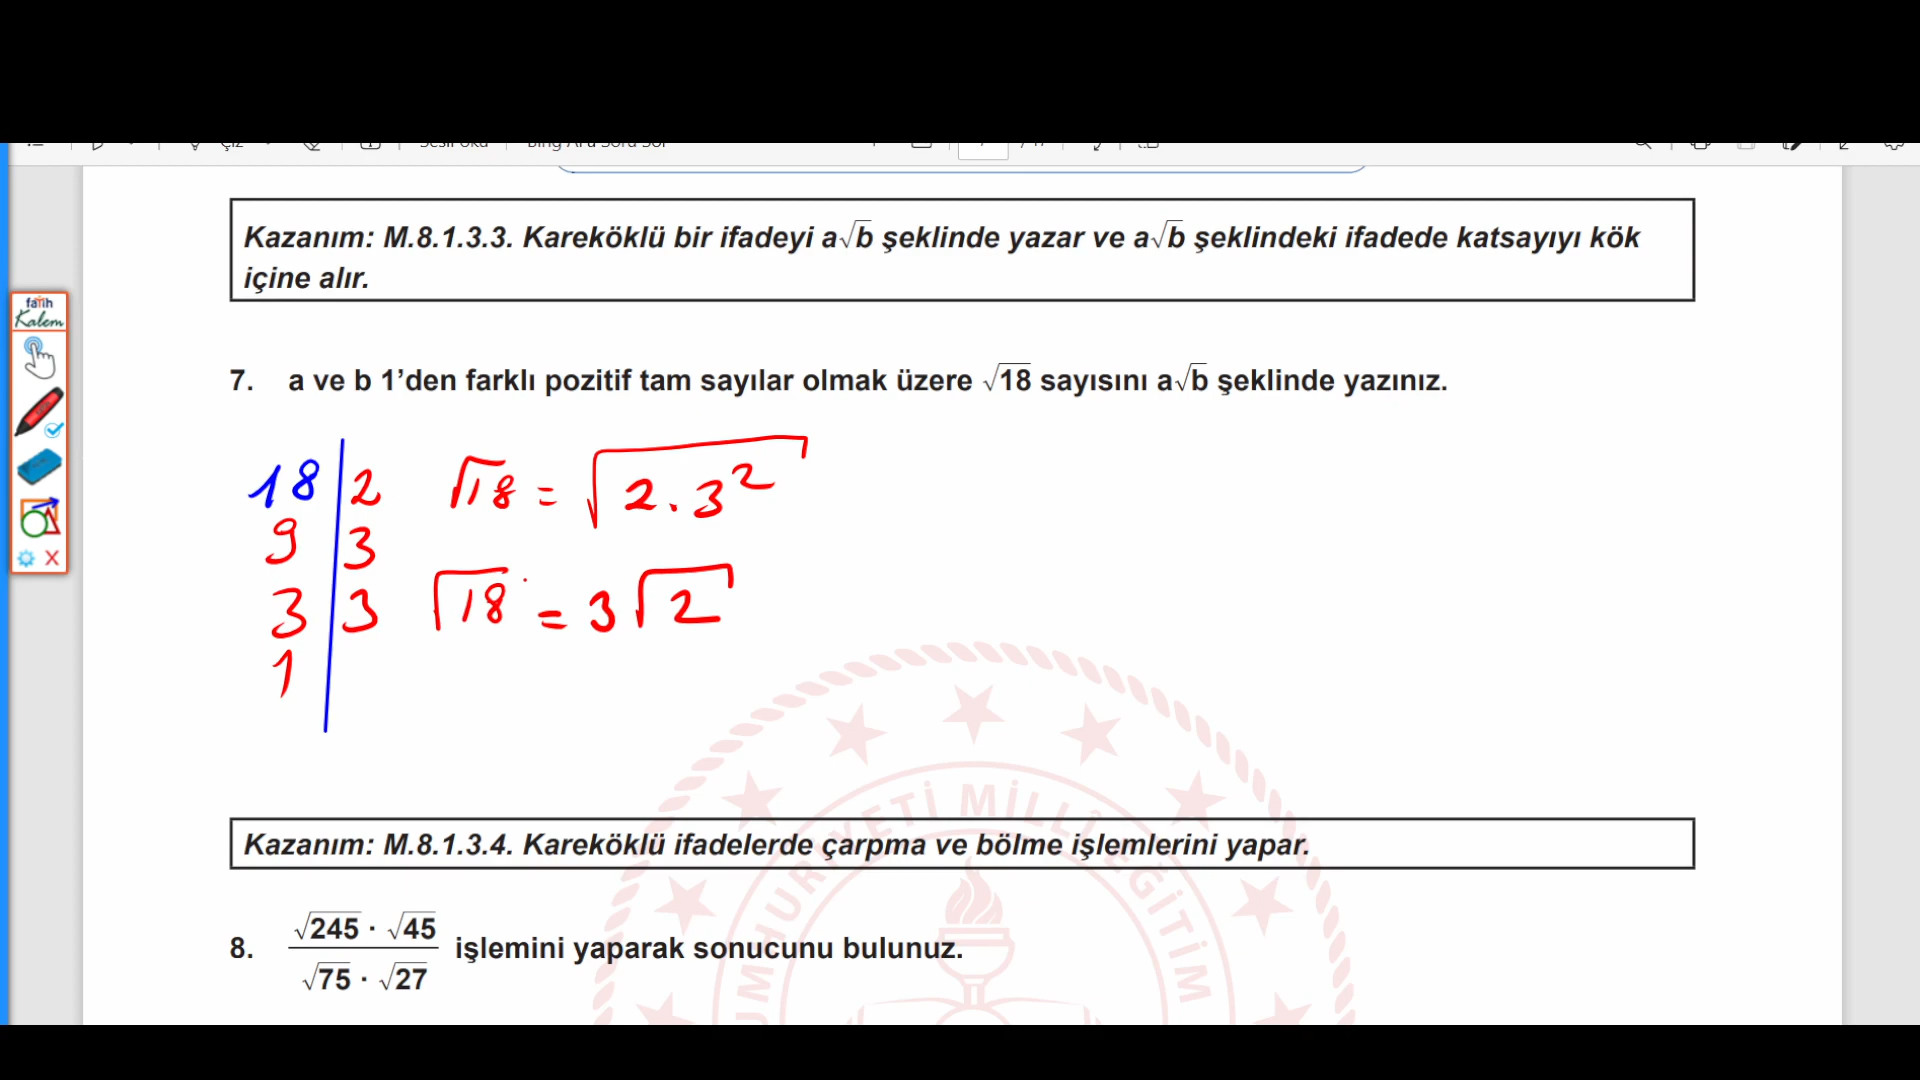 Kazanım: M.8.1.3.3. Kareköklü bir ifadeyi a√b şeklinde yazar ve a√b şeklindeki ifadede katsayıyı kök
içine alır.
fatih
Kalem
7. a ve b 1’den farklı pozitif tam sayılar olmak üzere √18 sayısını a√b şeklinde yazınız.
18 | 2 √18 = √2.3²
9 | 3
3 | 3 √18 = 3√2
1
Kazanım: M.8.1.3.4. Kareköklü ifadelerde çarpma ve bölme işlemlerini yapar.
8. √245 · √45
√75 · √27
işlemini yaparak sonucunu bulunuz.